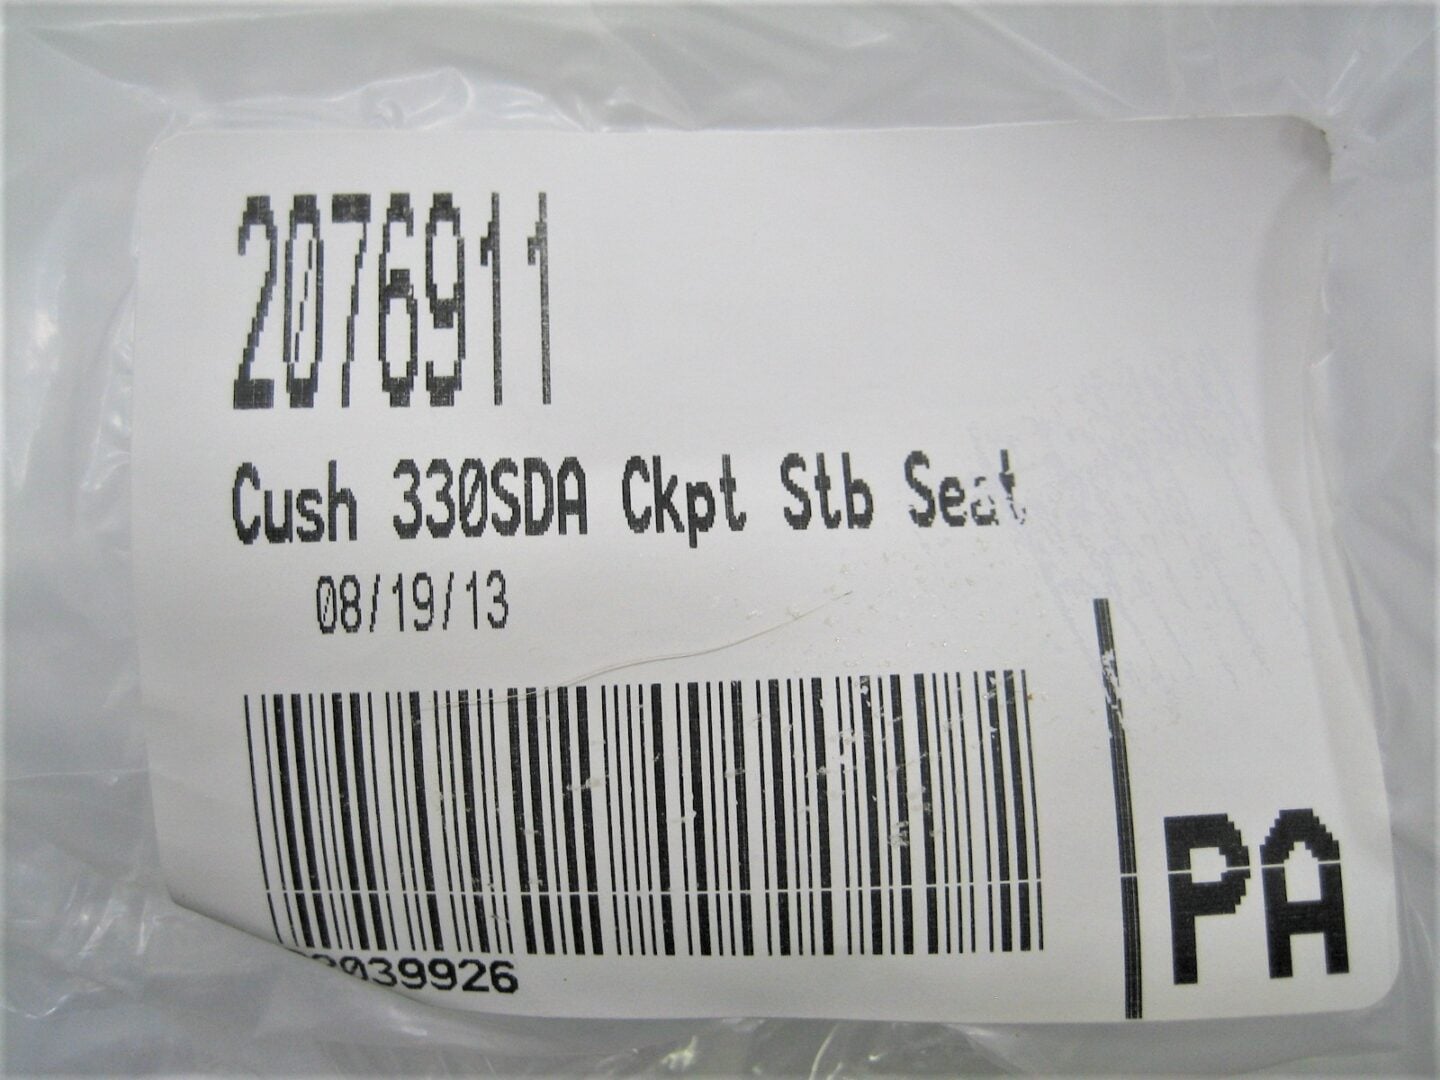 2076911
Cush 330SDA Ckpt Stb Seat
08/19/13
PA